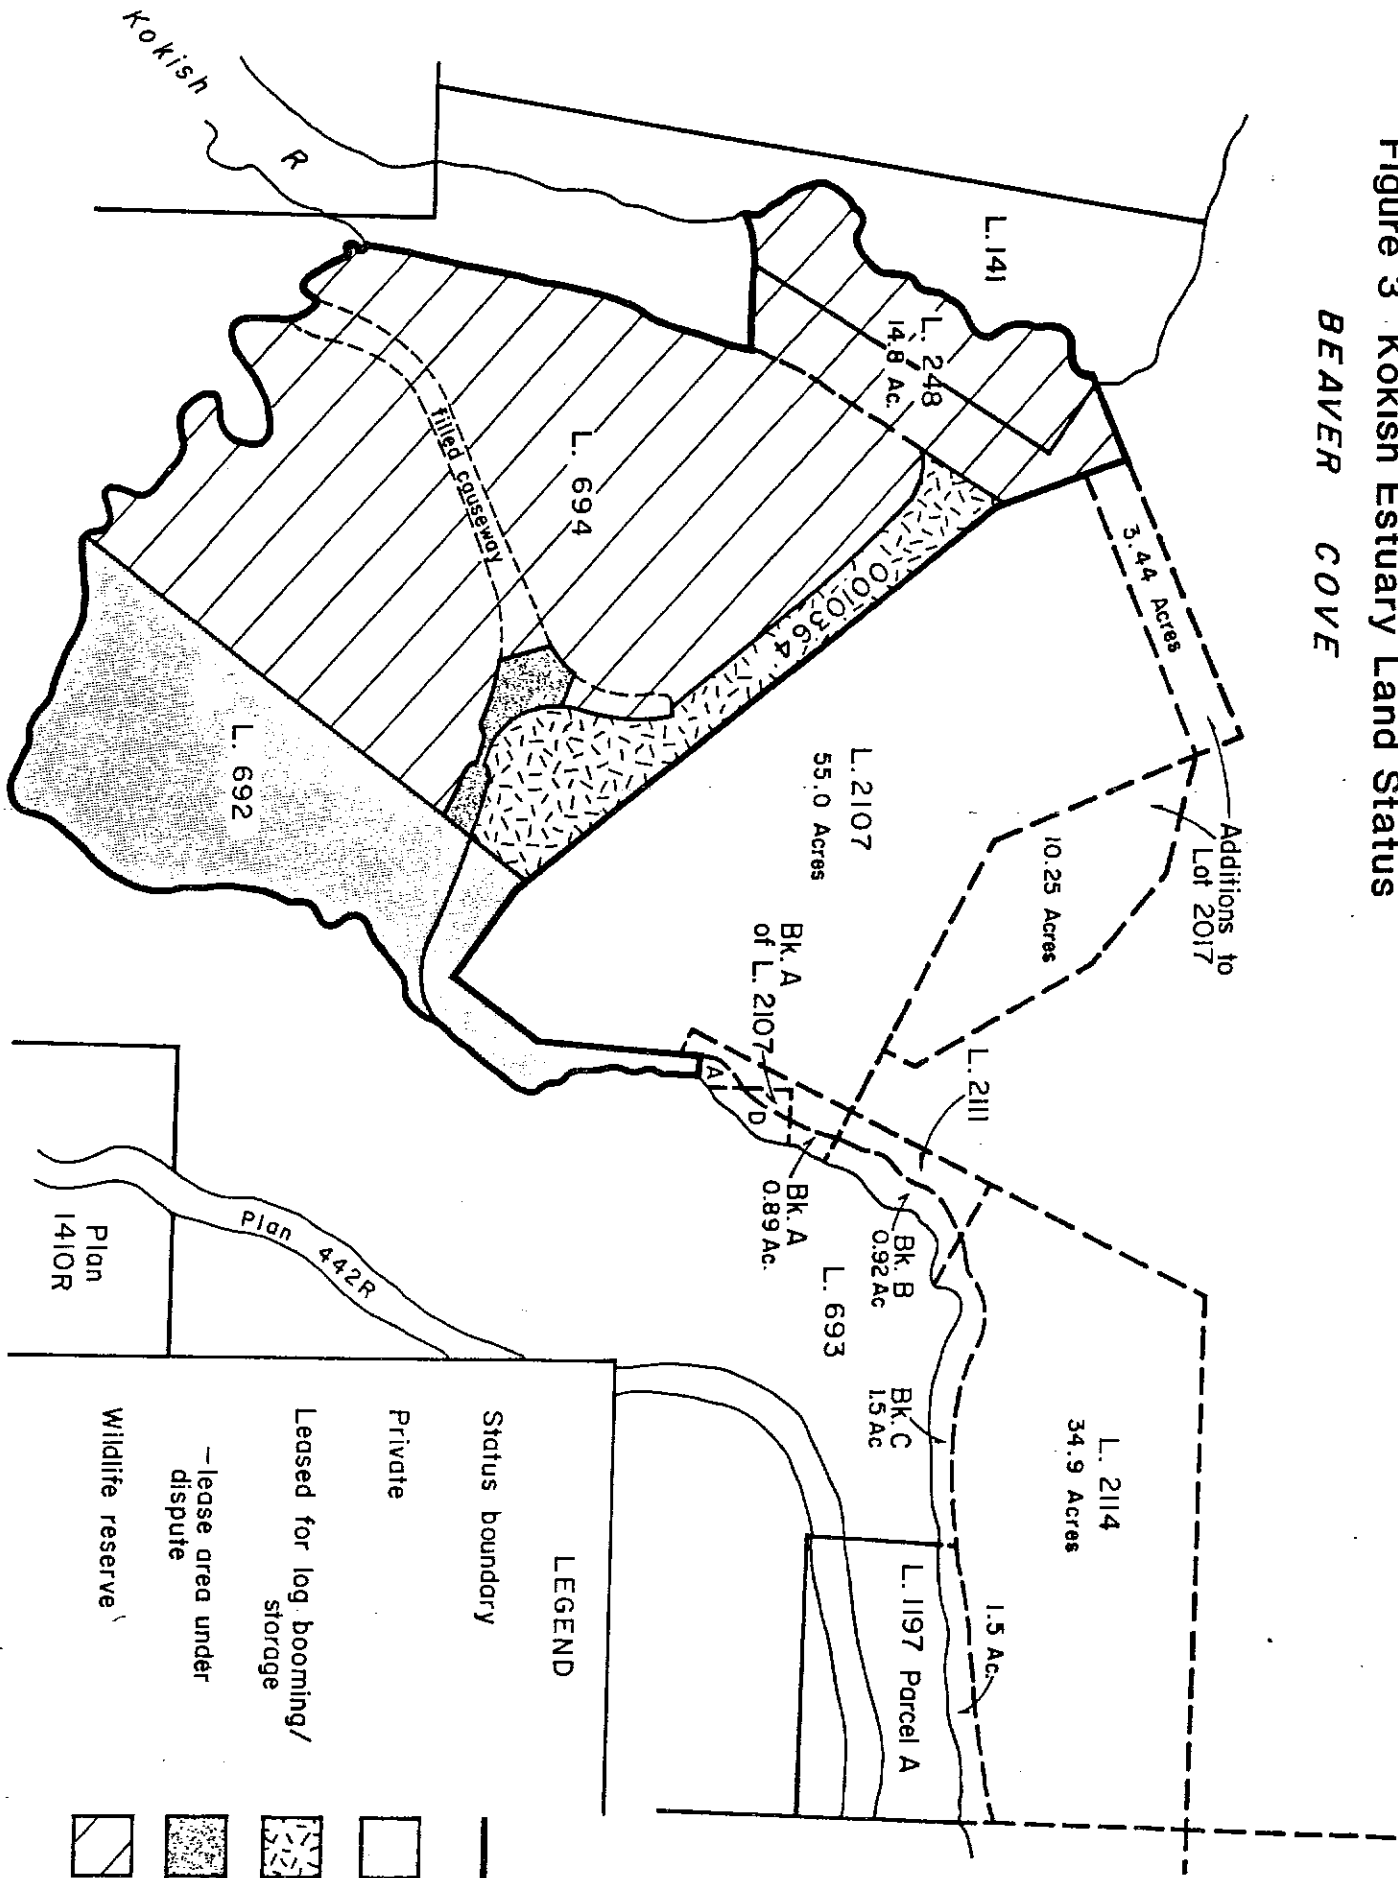 Figure 3 Kokish Estuary Land Status
BEAVER COVE
Kokish R
L. 141
L. 248
14.8 Ac.
3.44 Acres
Additions to
Lot 2017
10.25 Acres
L. 2107
55.0 Acres
0010364
L. 694
filled causeway
L. 692
Bk. A
of L. 2107
A
D
L. 2111
Bk. A
0.89 Ac.
Bk. B
0.92 Ac
L. 693
Bk. C
1.5 Ac
L. 2114
34.9 Acres
1.5 Ac.
L. 1197 Parcel A
Plan 442R
Plan
1410R
LEGEND
Status boundary
Private
Leased for log booming/
storage
- lease area under
dispute
Wildlife reserve